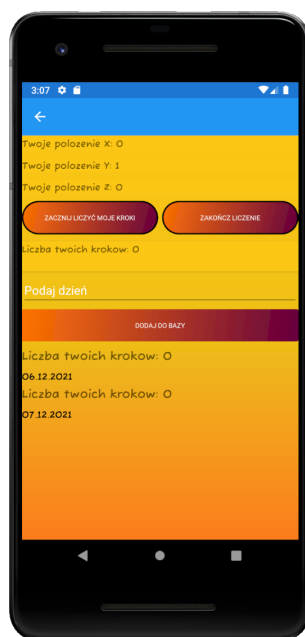 3:07
Twoje polozenie X: 0
Twoje polozenie Y: 1
Twoje polozenie Z: 0
ZACZNIJ LICZYĆ MOJE KROKI ZAKOŃCZ LICZENIE
Liczba twoich krokow: 0
Podaj dzień
DODAJ DO BAZY
Liczba twoich krokow: 0
06.12.2021
Liczba twoich krokow: 0
07.12.2021